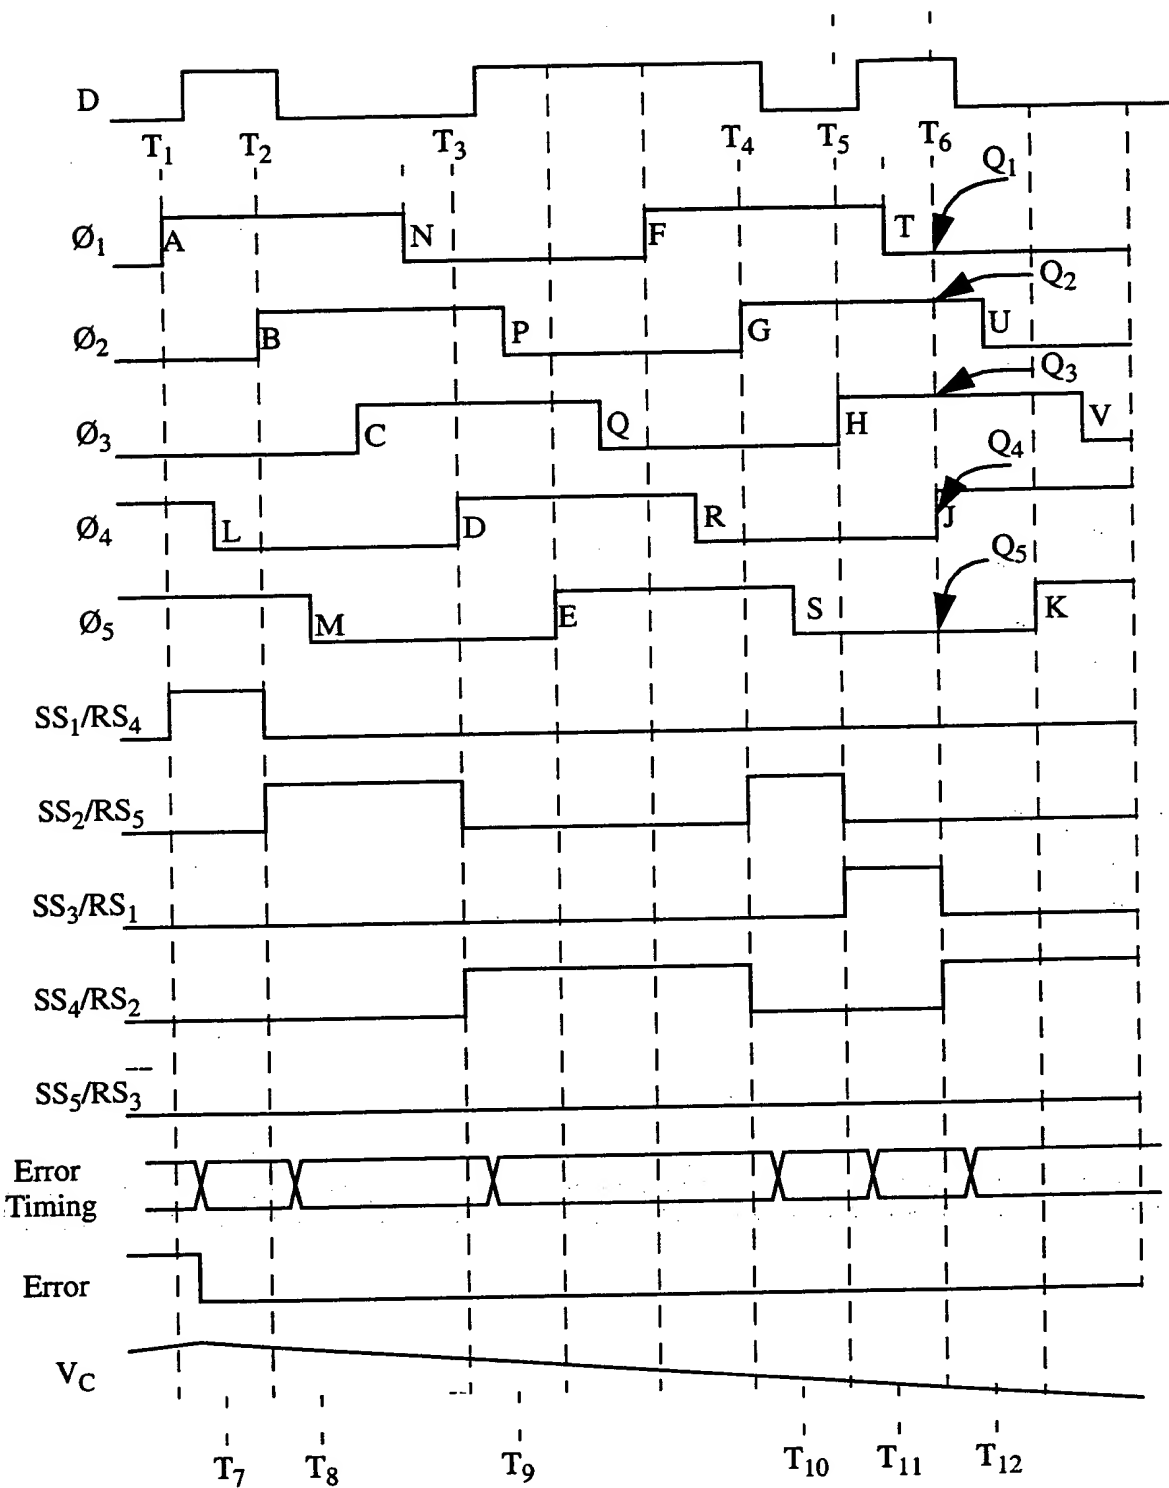 D
T₁ T₂ T₃ T₄ T₅ T₆
Q₁
Ø₁ A N F T
Q₂
Ø₂ B P G U
Q₃
Ø₃ C Q H V
Q₄
Ø₄ L D R J
Q₅
Ø₅ M E S K
SS₁/RS₄
SS₂/RS₅
SS₃/RS₁
SS₄/RS₂
SS₅/RS₃
Error
Timing
Error
V_C
T₇ T₈ T₉ T₁₀ T₁₁ T₁₂